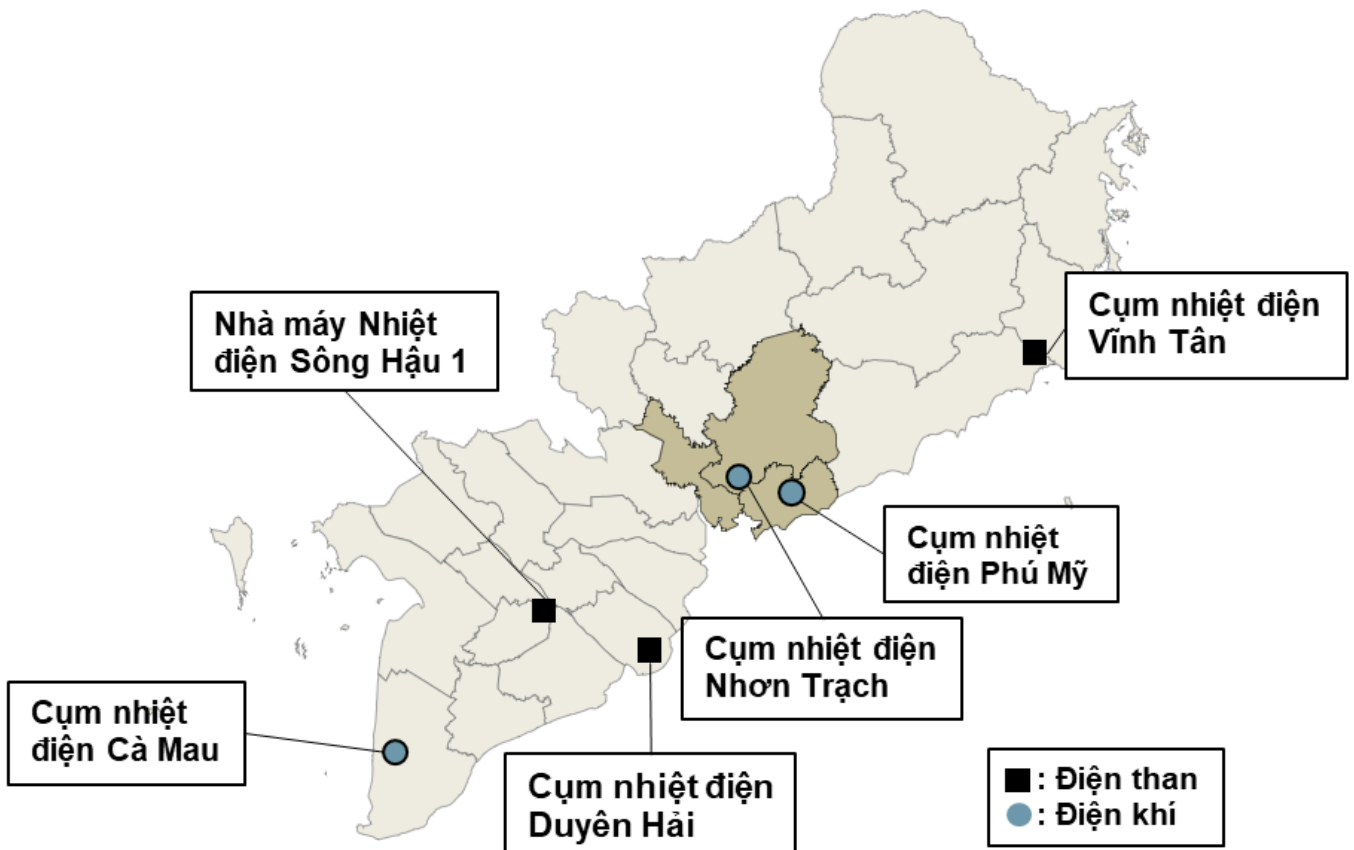 Cụm nhiệt điện
Vĩnh Tân
Nhà máy Nhiệt
điện Sông Hậu 1
Cụm nhiệt
điện Phú Mỹ
Cụm nhiệt điện
Nhơn Trạch
Cụm nhiệt
điện Cà Mau
Cụm nhiệt điện
Duyên Hải
: Điện than
: Điện khí